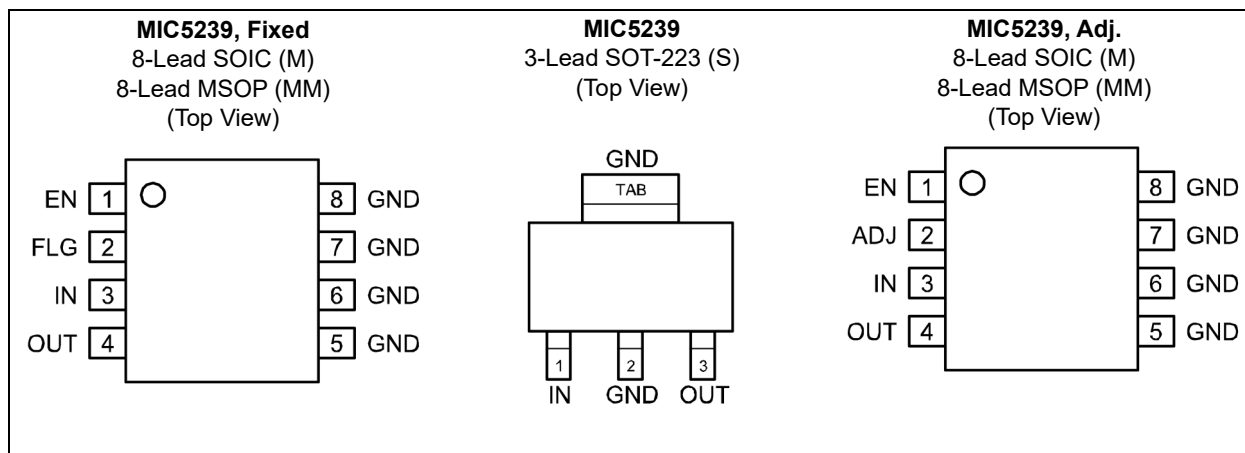 MIC5239, Fixed
8-Lead SOIC (M)
8-Lead MSOP (MM)
(Top View)
EN 1 8 GND
FLG 2 7 GND
IN 3 6 GND
OUT 4 5 GND
MIC5239
3-Lead SOT-223 (S)
(Top View)
GND
TAB
1 2 3
IN GND OUT
MIC5239, Adj.
8-Lead SOIC (M)
8-Lead MSOP (MM)
(Top View)
EN 1 8 GND
ADJ 2 7 GND
IN 3 6 GND
OUT 4 5 GND